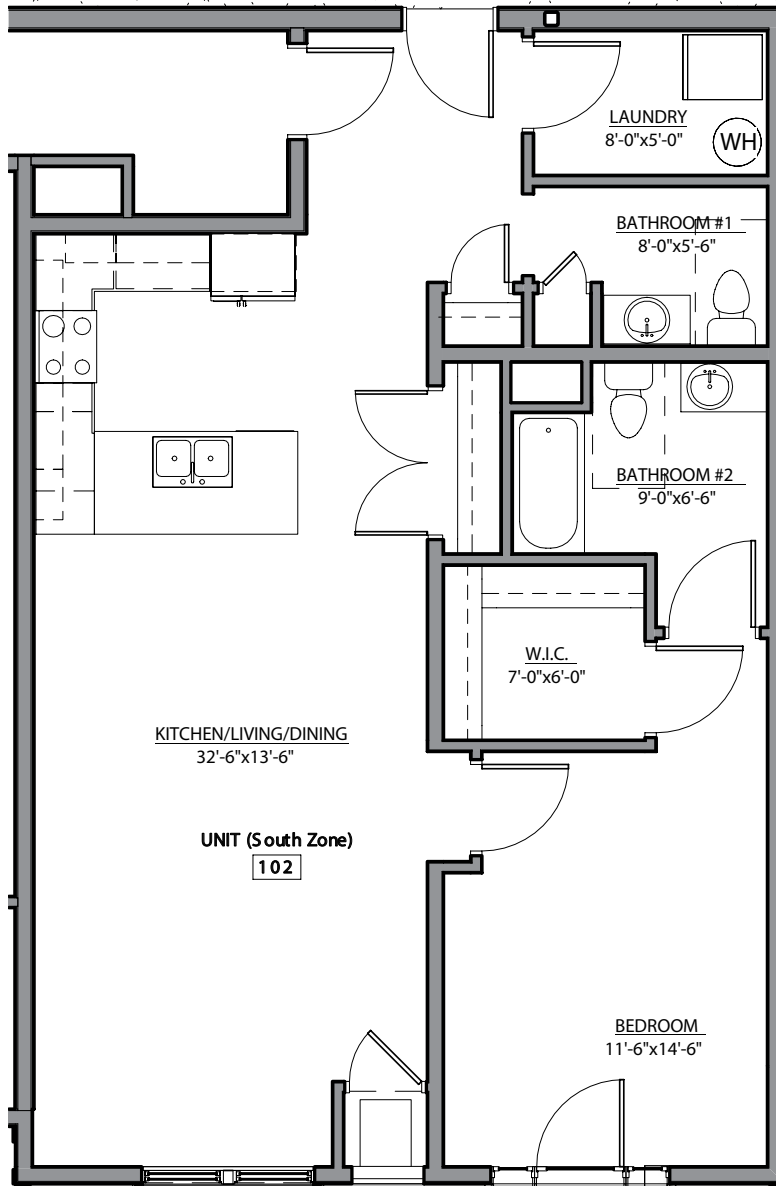 LAUNDRY
8'-0"x5'-0"
WH
BATHROOM #1
8'-0"x5'-6"
BATHROOM #2
9'-0"x6'-6"
W.I.C.
7'-0"x6'-0"
KITCHEN/LIVING/DINING
32'-6"x13'-6"
UNIT (South Zone)
102
BEDROOM
11'-6"x14'-6"